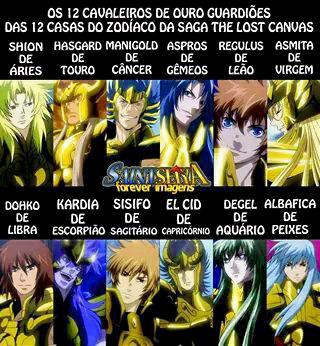 OS 12 CAVALEIROS DE OURO GUARDIÕES
DAS 12 CASAS DO ZODÍACO DA SAGA THE LOST CANVAS
SHION DE ÁRIES
HASGARD DE TOURO
MANIGOLD DE CÂNCER
ASPROS DE GÊMEOS
REGULUS DE LEÃO
ASMITA DE VIRGEM
SAINT SEIYA
forever imagens
DOHKO DE LIBRA
KARDIA DE ESCORPIÃO
SISIFO DE SAGITÁRIO
EL CID DE CAPRICÓRNIO
DEGEL DE AQUÁRIO
ALBAFICA DE PEIXES